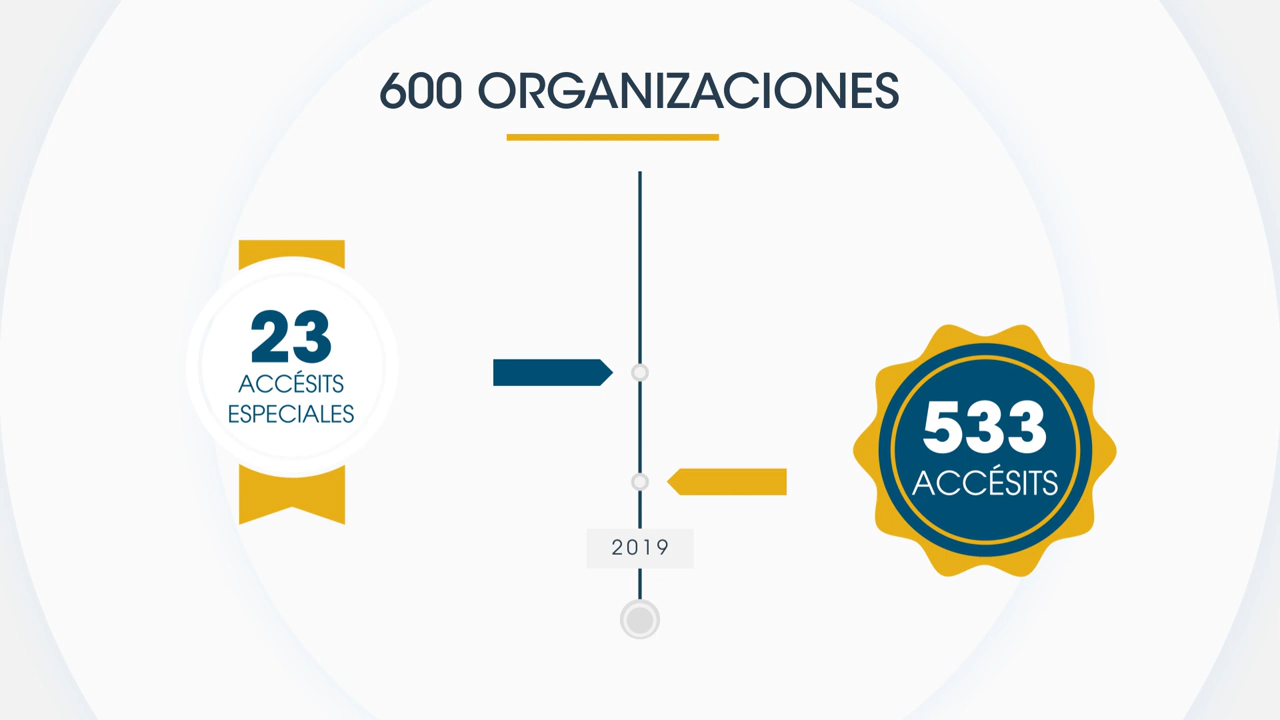 600 ORGANIZACIONES
23
ACCÉSITS
ESPECIALES
533
ACCÉSITS
2019